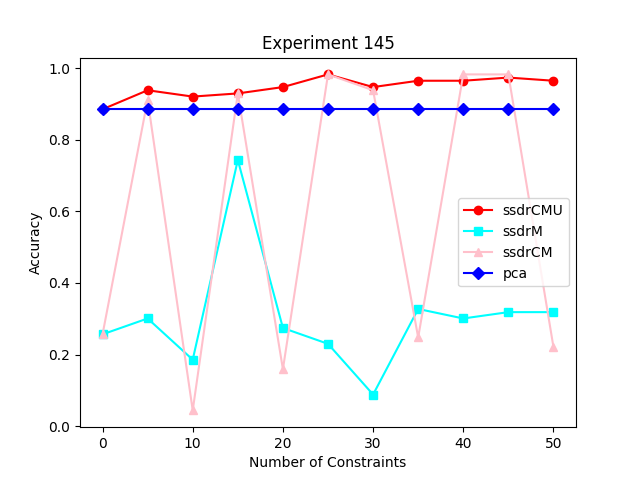 Experiment 145
1.0
0.8
0.6
0.4
0.2
0.0
Accuracy
ssdrCMU
ssdrM
ssdrCM
pca
0 10 20 30 40 50
Number of Constraints